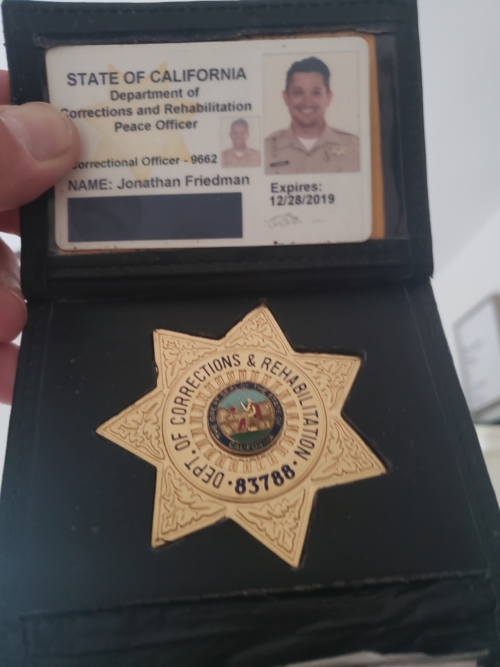 STATE OF CALIFORNIA
Department of
Corrections and Rehabilitation
Peace Officer
Correctional Officer - 9662
NAME: Jonathan Friedman
Expires:
12/28/2019
DEPT. OF CORRECTIONS & REHABILITATION
83788